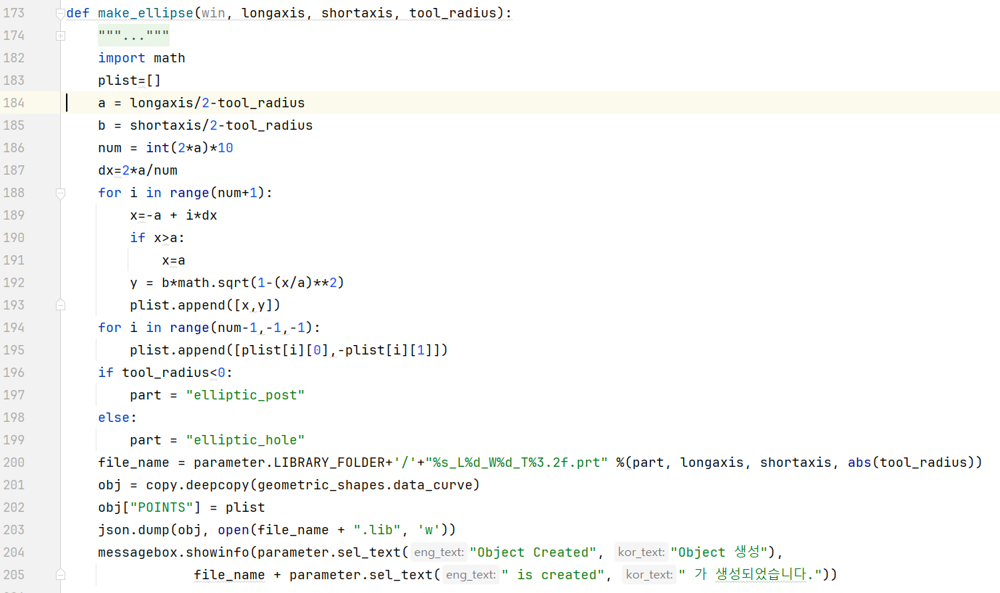 173 def make_ellipse(win, longaxis, shortaxis, tool_radius):
174     """..."""
182     import math
183     plist=[]
184     a = longaxis/2-tool_radius
185     b = shortaxis/2-tool_radius
186     num = int(2*a)*10
187     dx=2*a/num
188     for i in range(num+1):
189         x=-a + i*dx
190         if x>a:
191             x=a
192         y = b*math.sqrt(1-(x/a)**2)
193         plist.append([x,y])
194     for i in range(num-1,-1,-1):
195         plist.append([plist[i][0],-plist[i][1]])
196     if tool_radius<0:
197         part = "elliptic_post"
198     else:
199         part = "elliptic_hole"
200     file_name = parameter.LIBRARY_FOLDER+'/'+"%s_L%d_W%d_T%3.2f.prt" %(part, longaxis, shortaxis, abs(tool_radius))
201     obj = copy.deepcopy(geometric_shapes.data_curve)
202     obj["POINTS"] = plist
203     json.dump(obj, open(file_name + ".lib", 'w'))
204     messagebox.showinfo(parameter.sel_text( eng_text: "Object Created", kor_text: "Object 생성"),
205                 file_name + parameter.sel_text( eng_text: " is created", kor_text: " 가 생성되었습니다."))